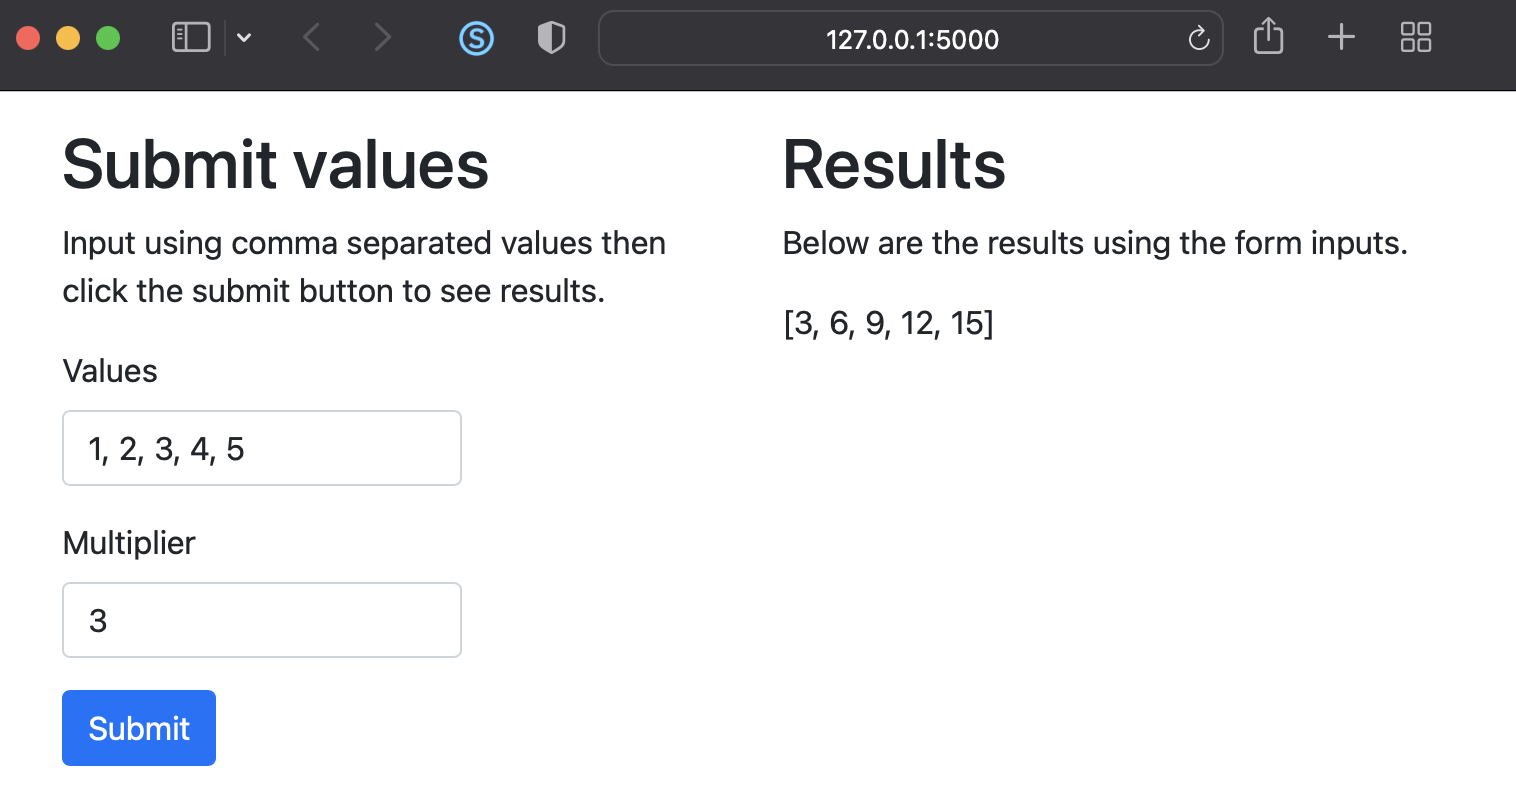 127.0.0.1:5000
Submit values
Input using comma separated values then
click the submit button to see results.
Values
1, 2, 3, 4, 5
Multiplier
3
Submit
Results
Below are the results using the form inputs.
[3, 6, 9, 12, 15]